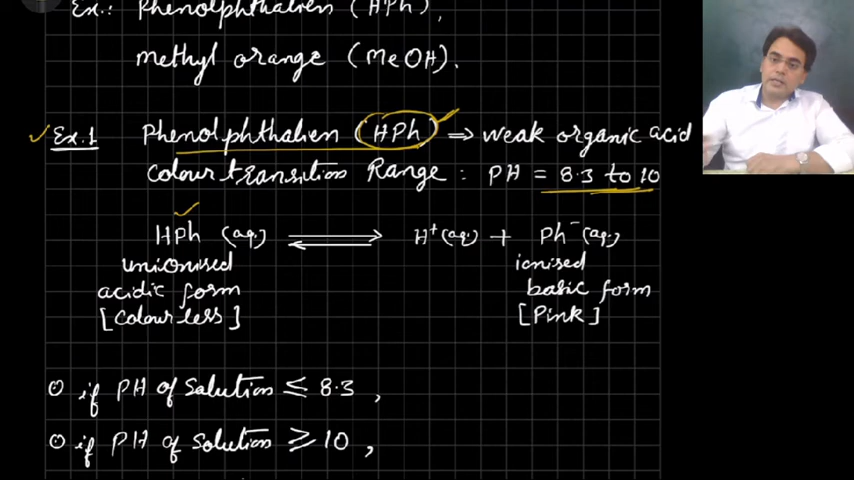 Ex.: Phenolphthalien (HPh),
methyl orange (MeOH).
Ex.1 Phenolphthalien (HPh) ⇒ weak organic acid
Colour transition Range : PH = 8.3 to 10
HPh (aq.) ⇌ H⁺(aq.) + Ph⁻(aq.)
unionised ionised
acidic form basic form
[Colourless] [Pink]
if PH of Solution ≤ 8.3 ,
if PH of solution ≥ 10 ,